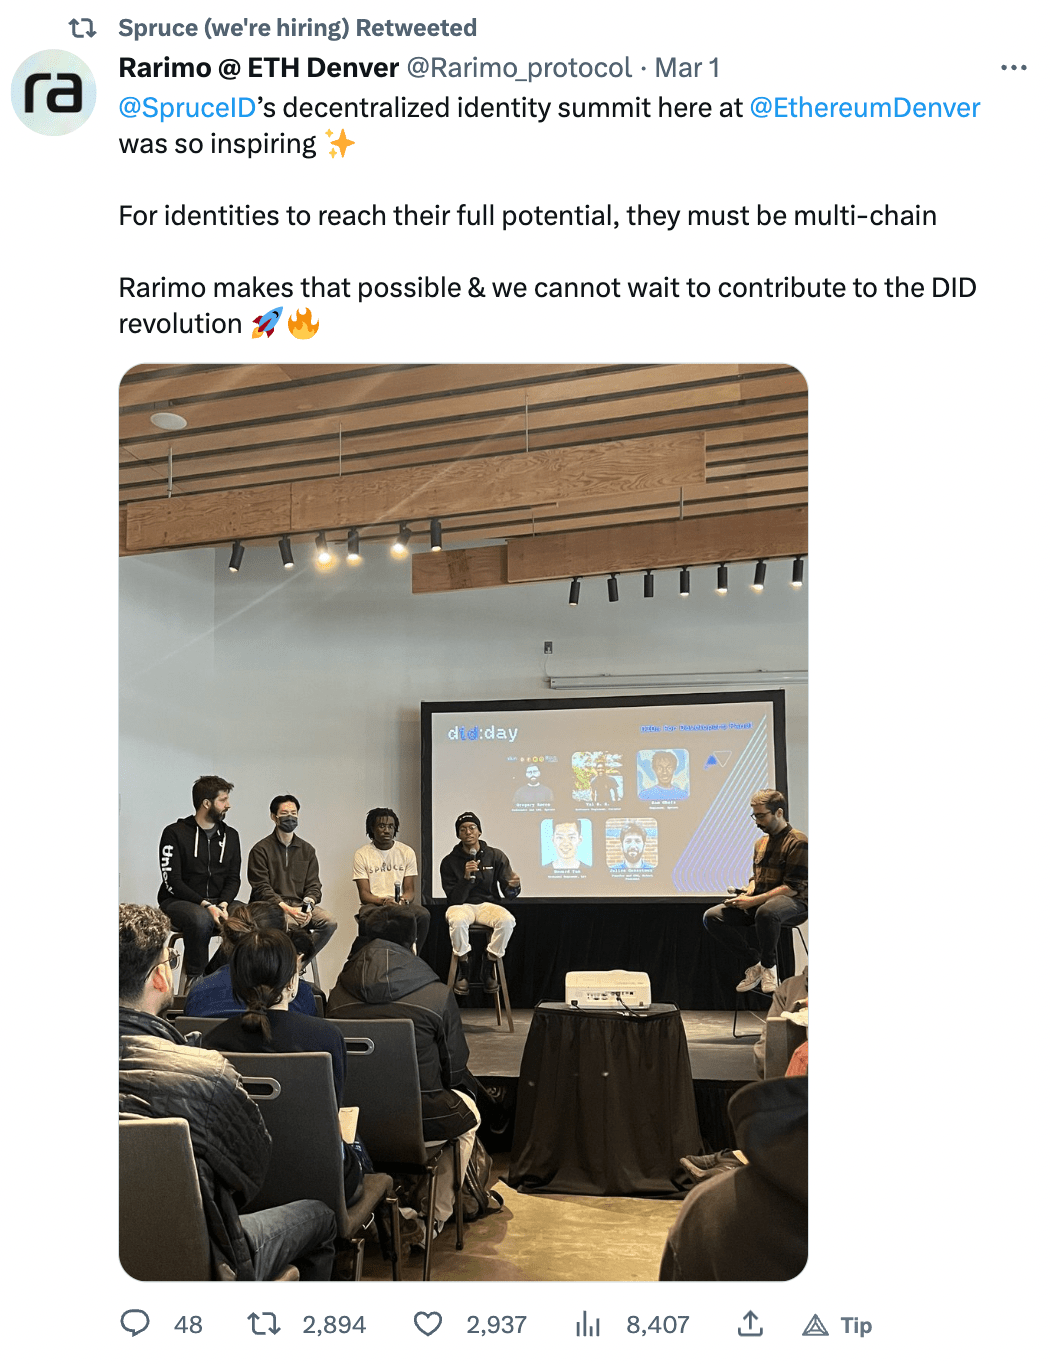 Spruce (we're hiring) Retweeted
ra
Rarimo @ ETH Denver @Rarimo_protocol · Mar 1
@SpruceID's decentralized identity summit here at @EthereumDenver
was so inspiring ✨
For identities to reach their full potential, they must be multi-chain
Rarimo makes that possible & we cannot wait to contribute to the DID
revolution 🚀🔥
did:day
SPRUCE
48 2,894 2,937 8,407 Tip